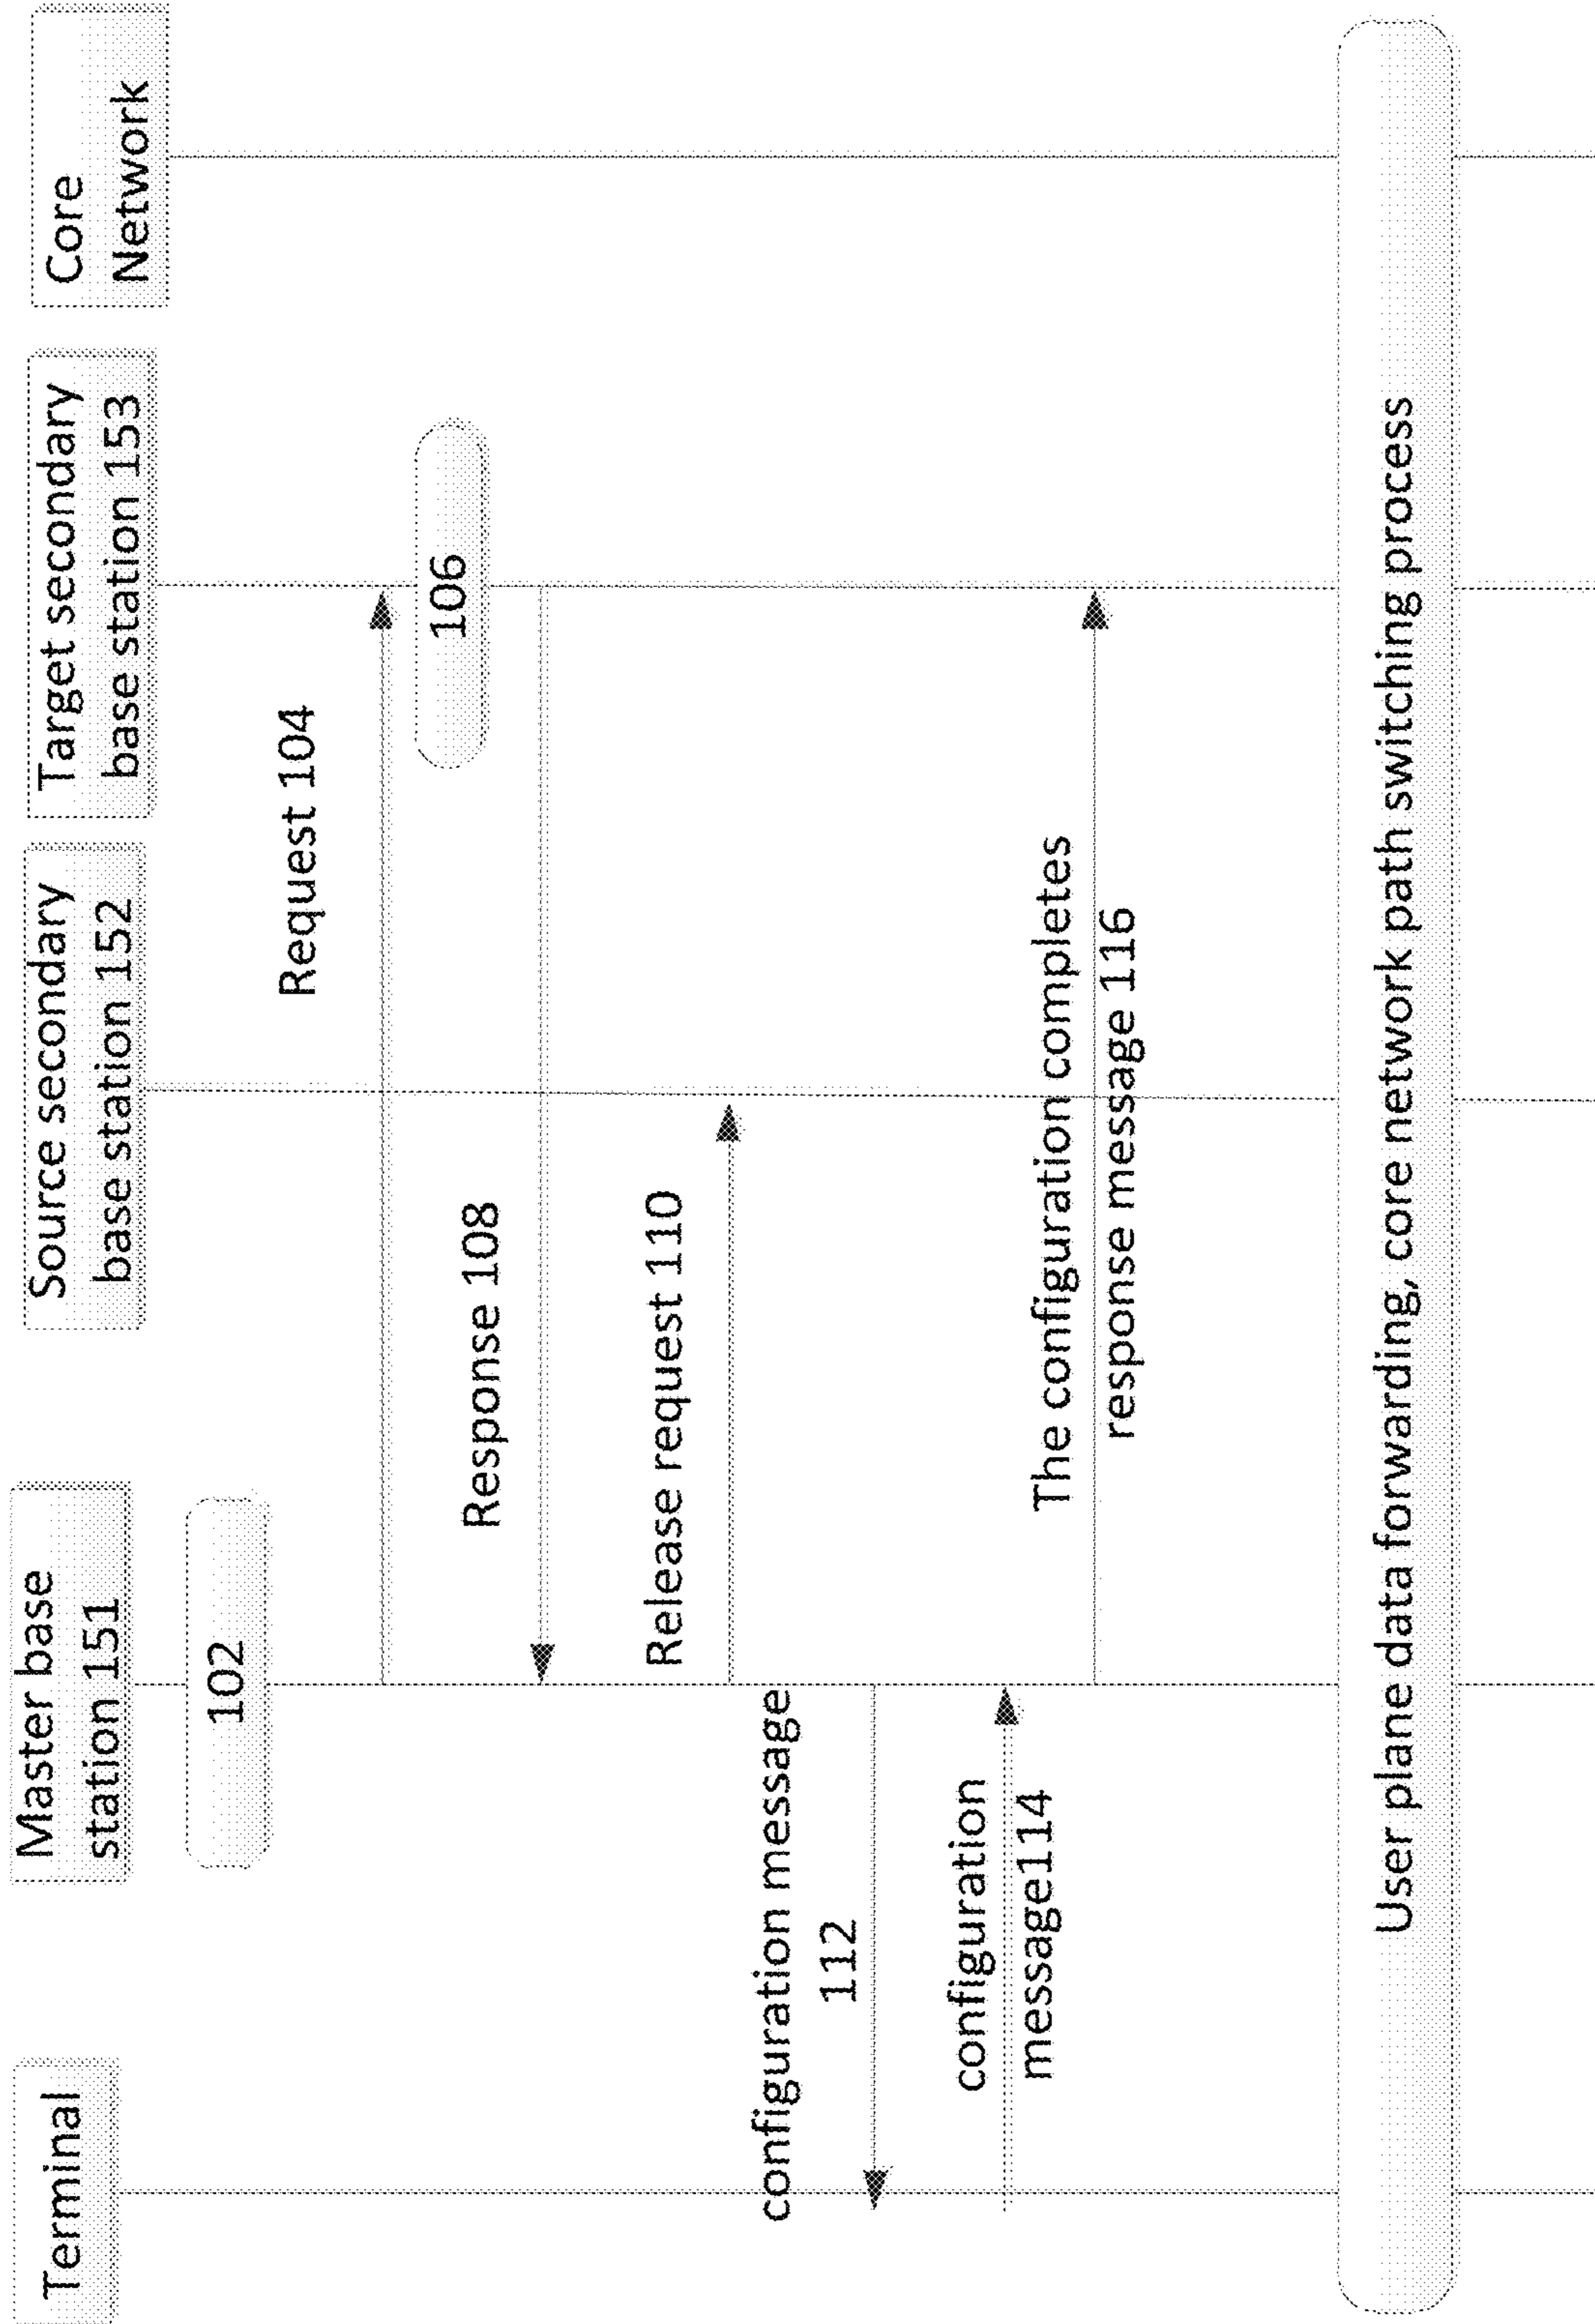 Terminal
Master base
station 151
Source secondary
base station 152
Target secondary
base station 153
Core
Network
102
Request 104
106
Response 108
Release request 110
configuration message
112
configuration
message114
The configuration completes
response message 116
User plane data forwarding, core network path switching process